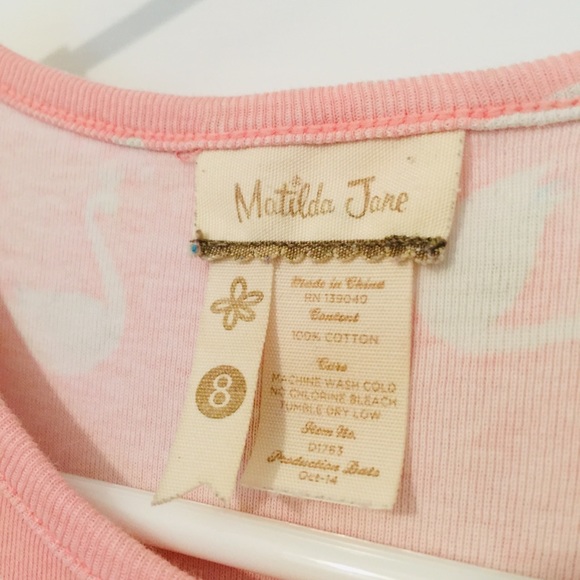 Matilda Jane
8
Made in China
RN 139040
Content
100% COTTON
Care
MACHINE WASH COLD
NO CHLORINE BLEACH
TUMBLE DRY LOW
Item No.
D1763
Production Date
Oct-14